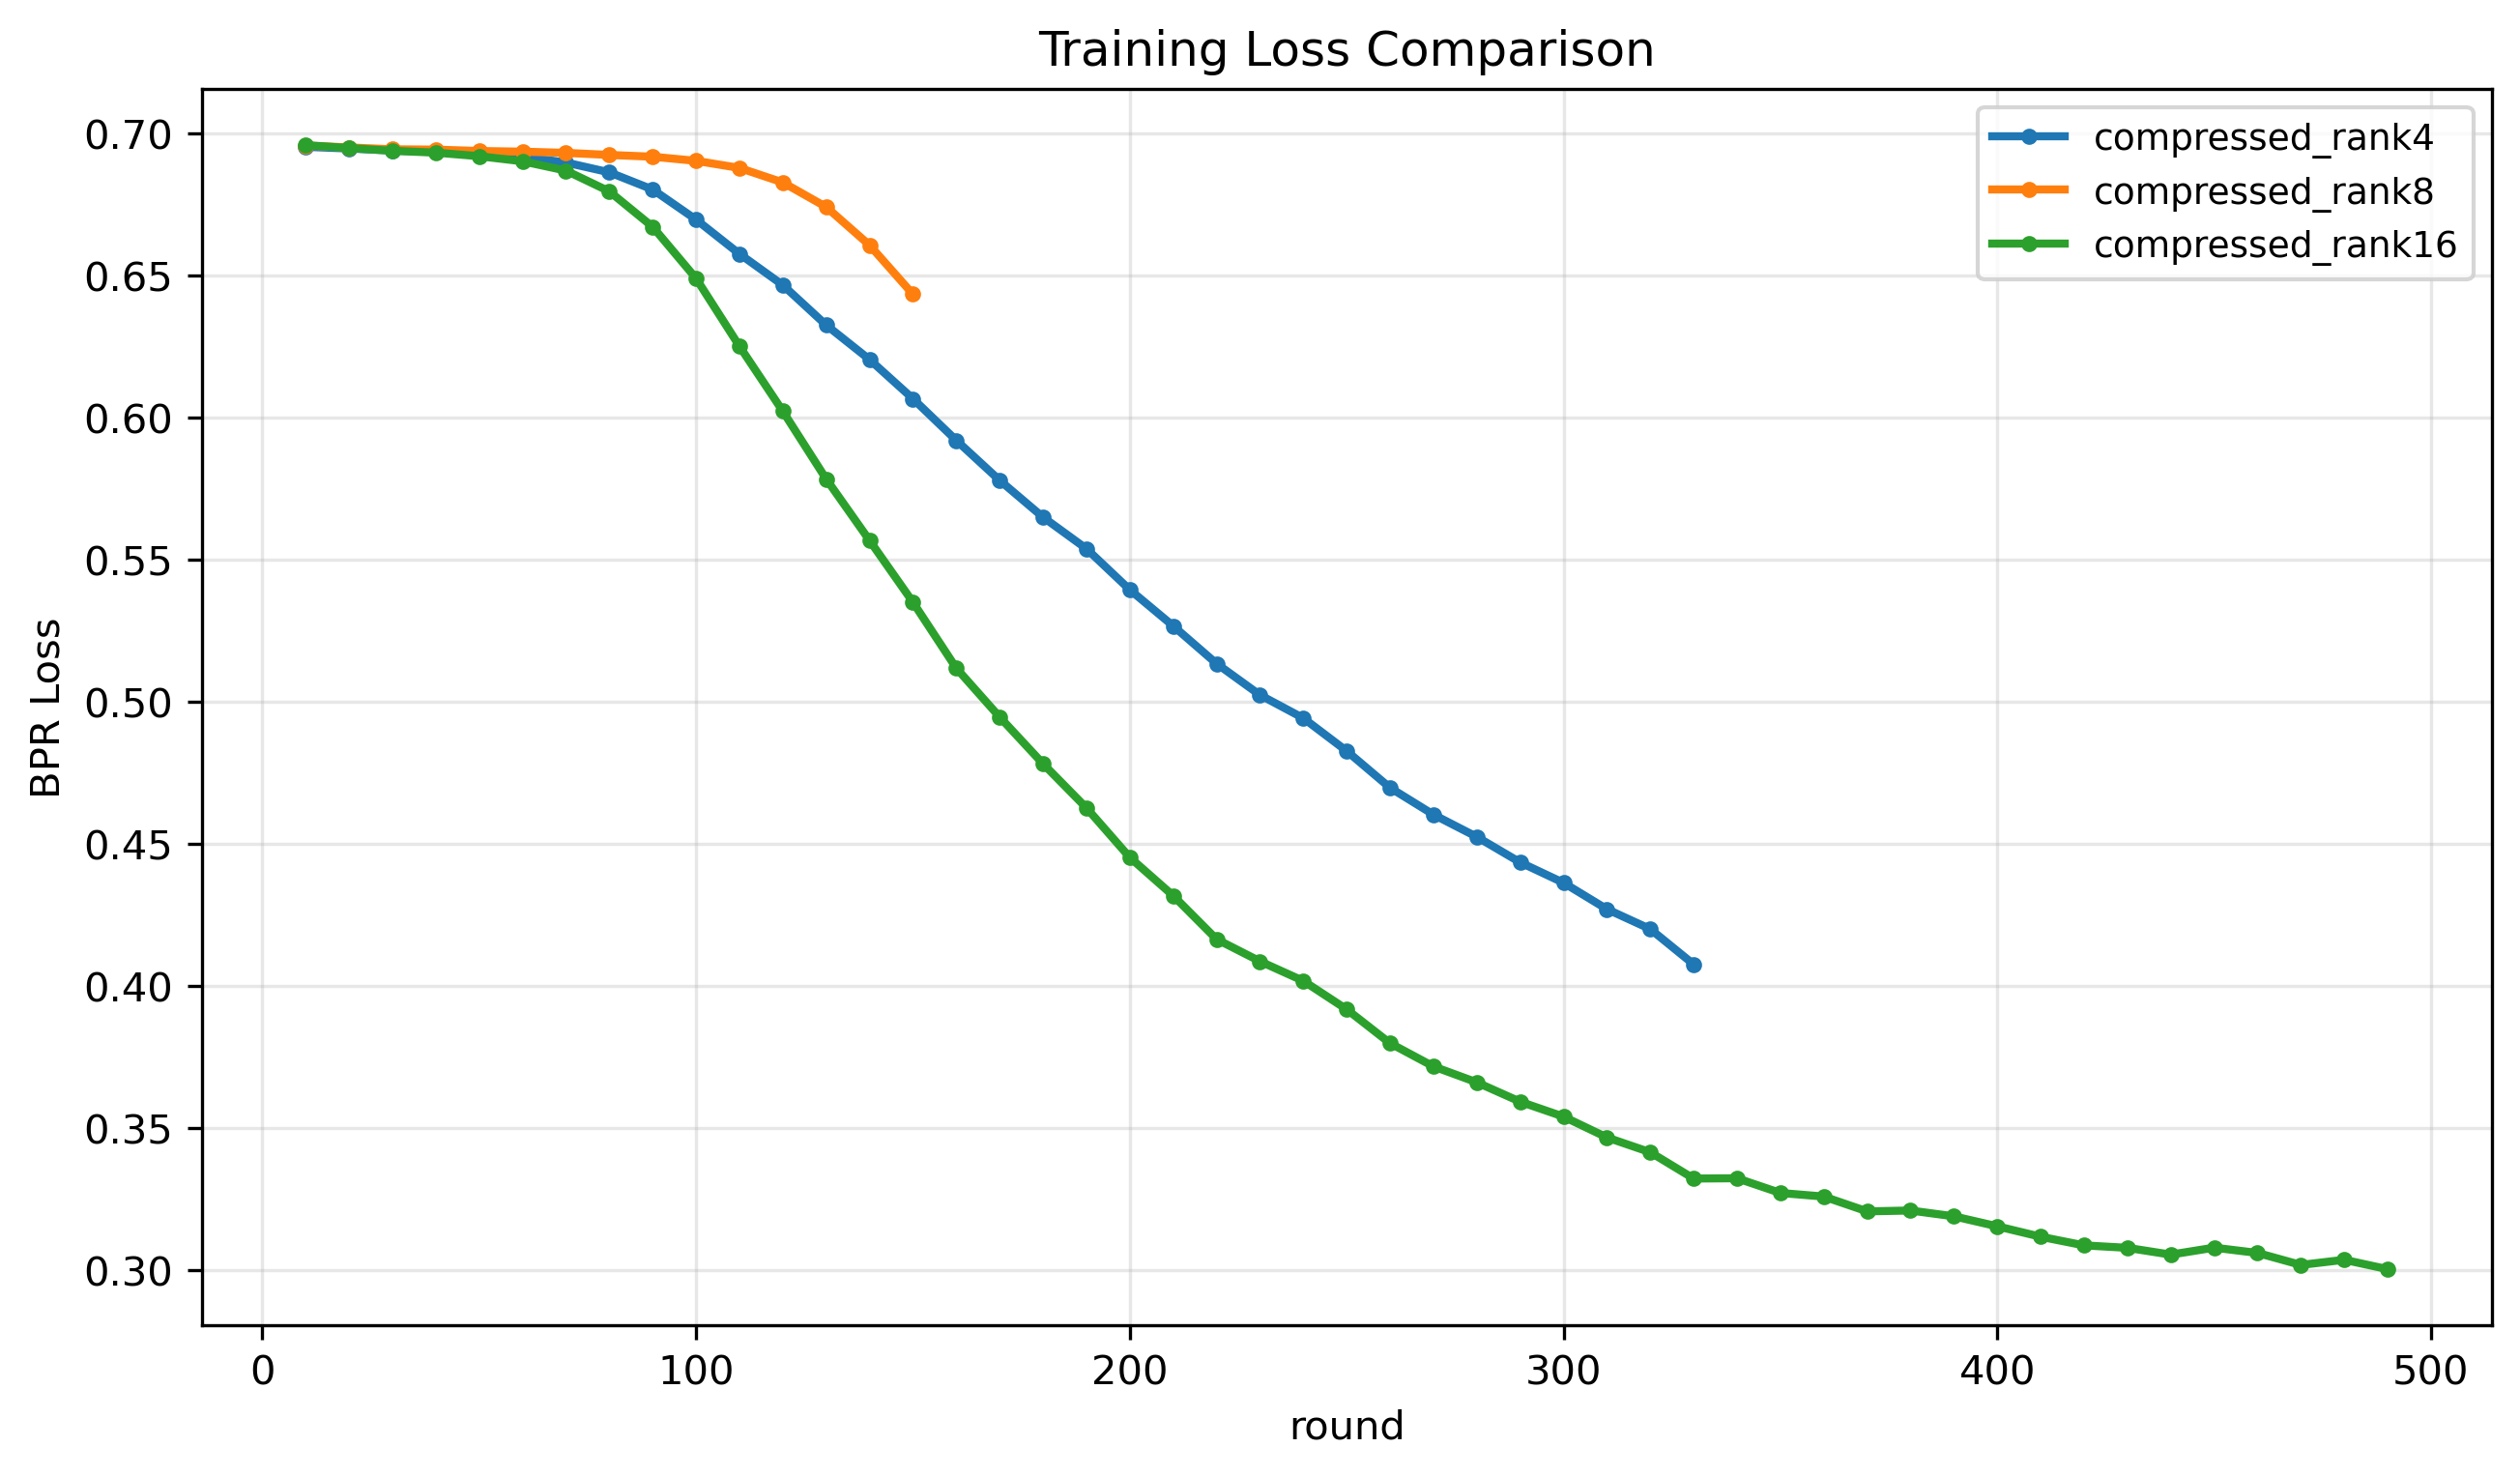 Training Loss Comparison
compressed_rank4
compressed_rank8
compressed_rank16
0.70
0.65
0.60
0.55
0.50
0.45
0.40
0.35
0.30
BPR Loss
0 100 200 300 400 500
round